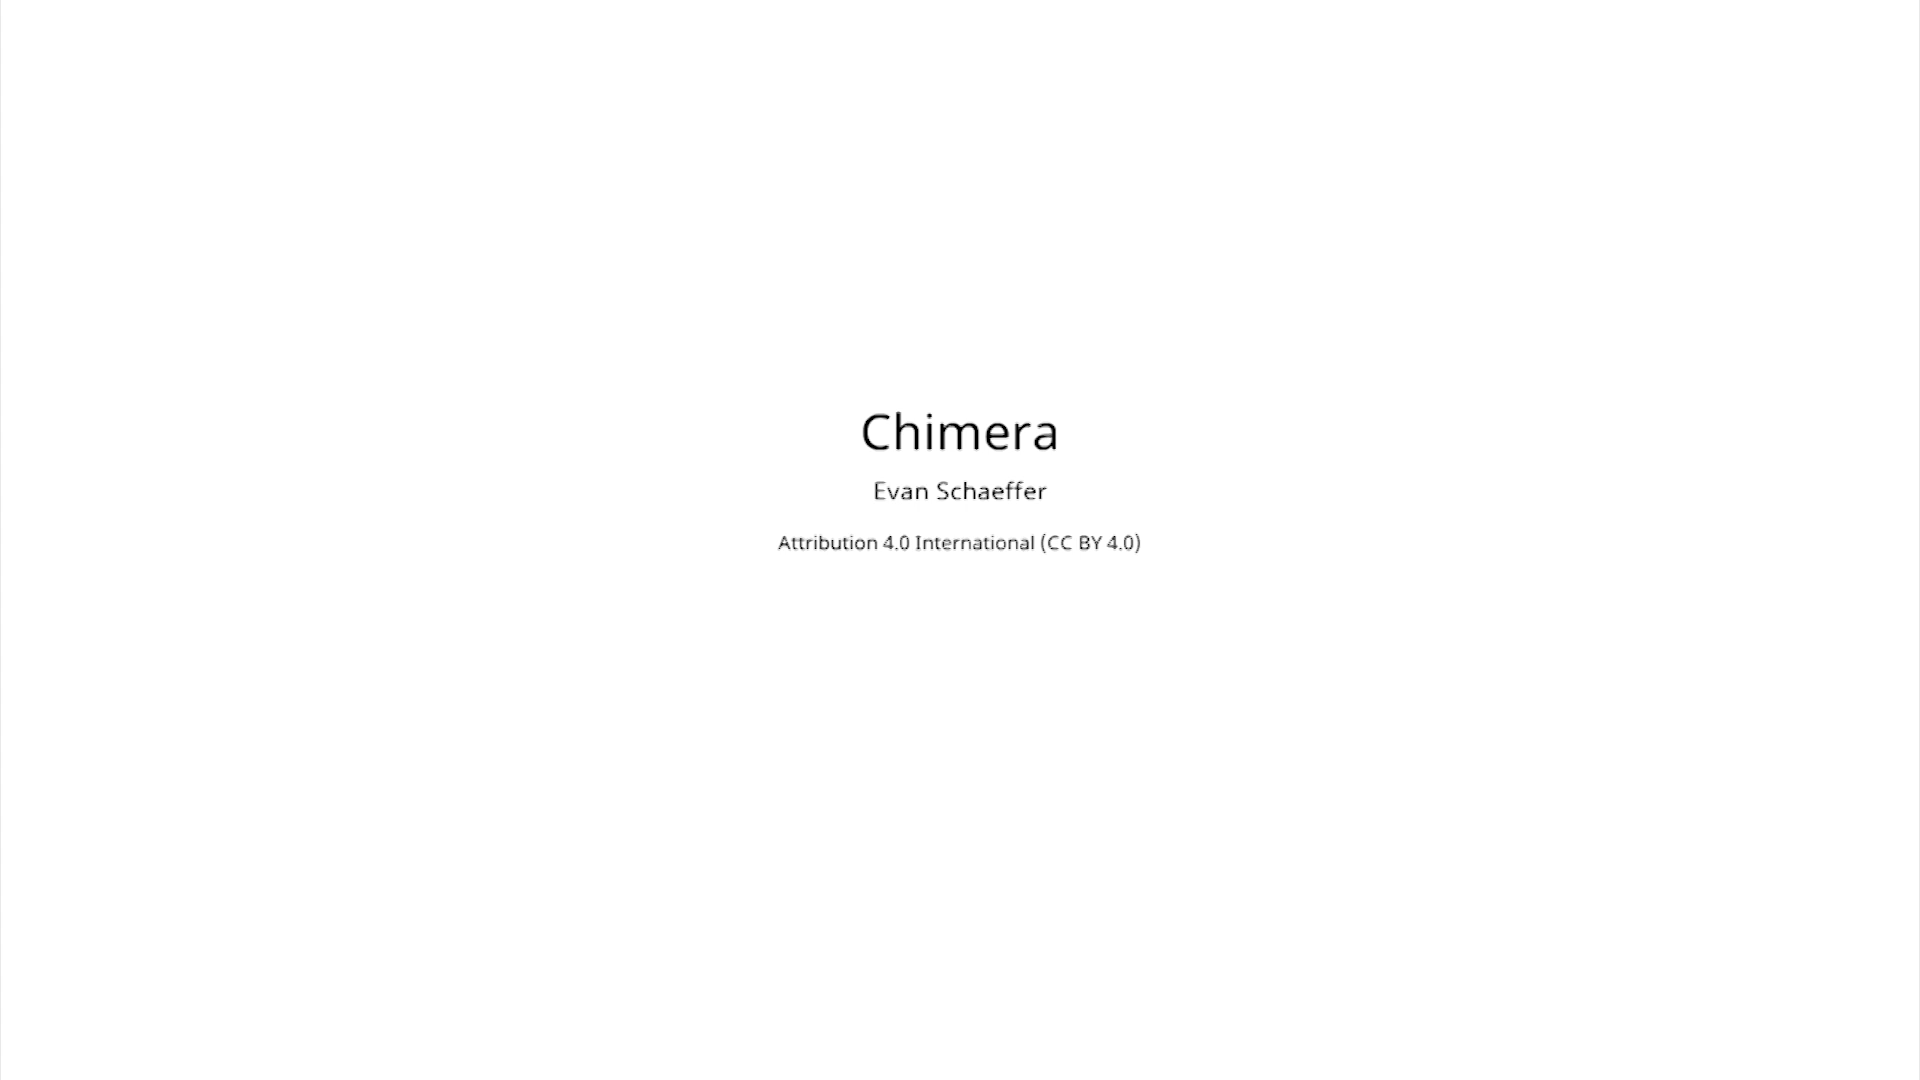 Chimera
Evan Schaeffer
Attribution 4.0 International (CC BY 4.0)